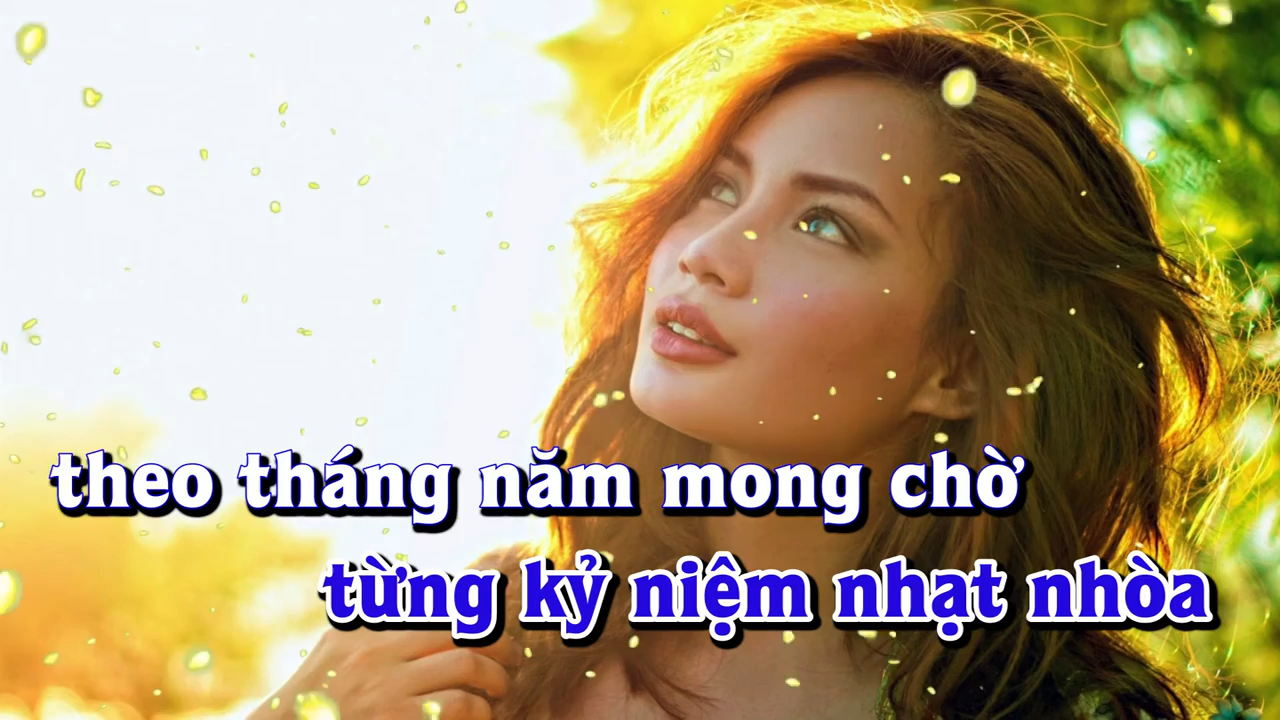 theo tháng năm mong chờ
từng kỷ niệm nhạt nhòa